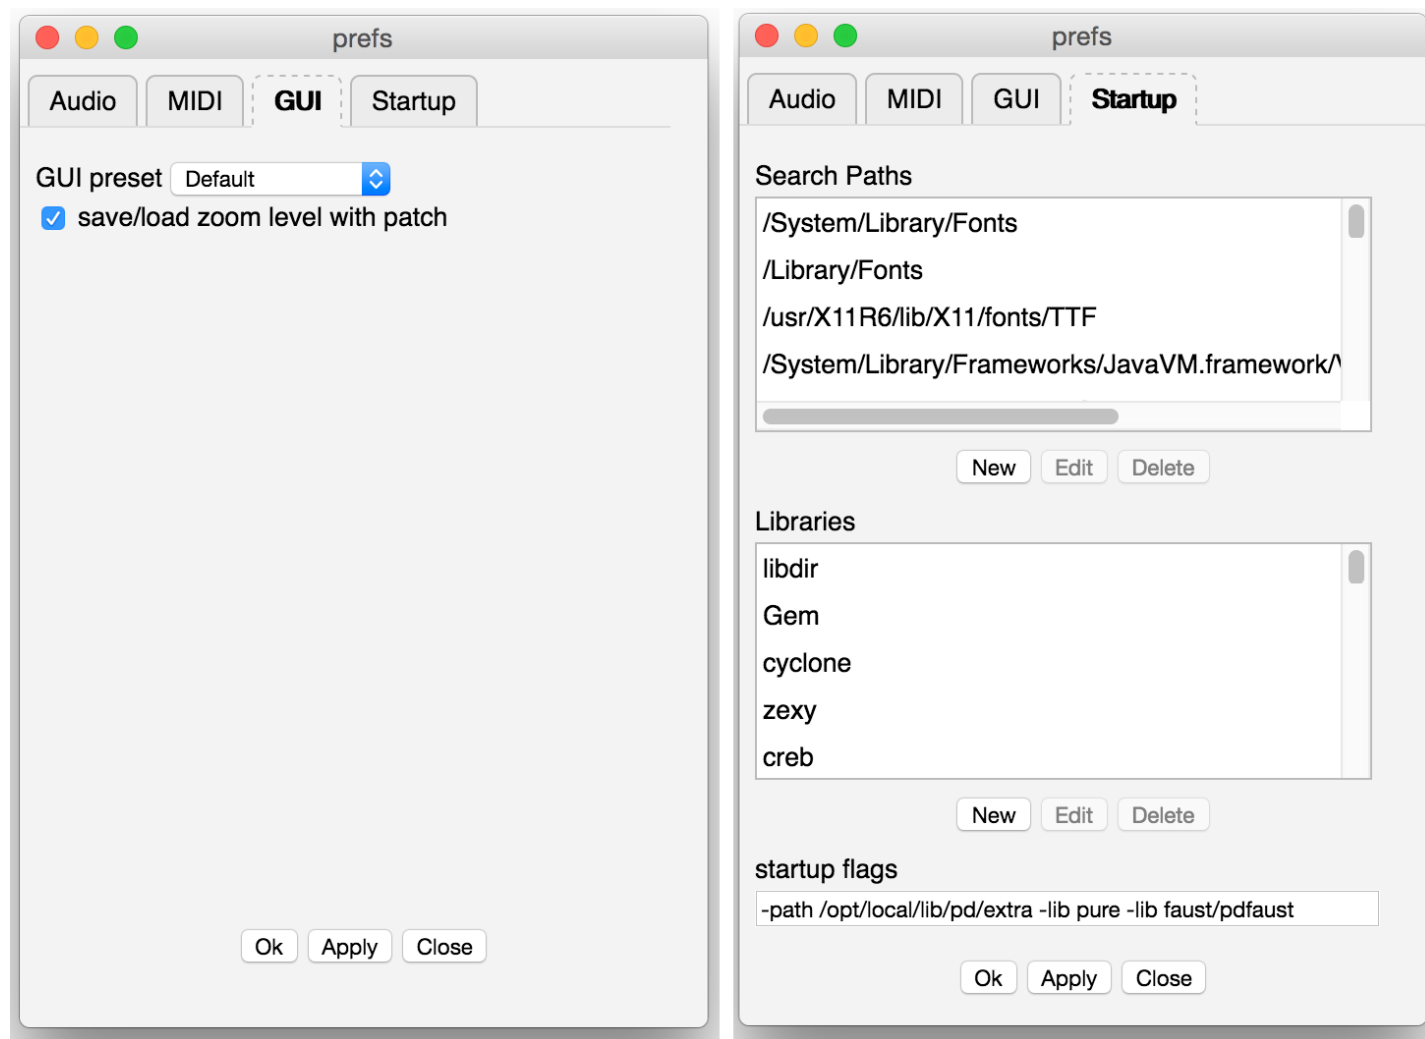 prefs
Audio MIDI GUI Startup
GUI preset Default
save/load zoom level with patch
Ok Apply Close
prefs
Audio MIDI GUI Startup
Search Paths
/System/Library/Fonts
/Library/Fonts
/usr/X11R6/lib/X11/fonts/TTF
/System/Library/Frameworks/JavaVM.framework/
New Edit Delete
Libraries
libdir
Gem
cyclone
zexy
creb
New Edit Delete
startup flags
-path /opt/local/lib/pd/extra -lib pure -lib faust/pdfaust
Ok Apply Close